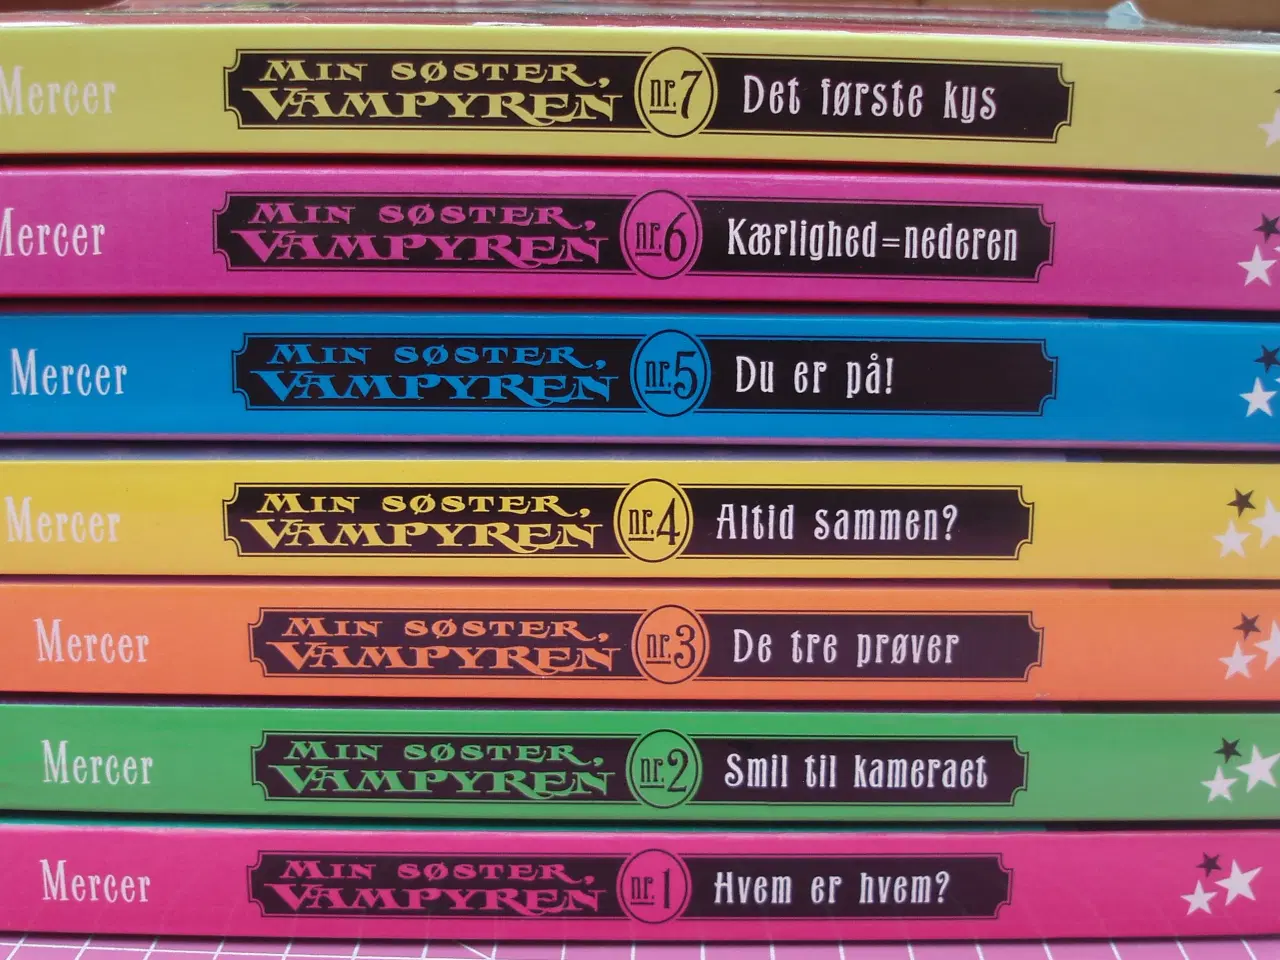 Mercer
MIN SØSTER,
VAMPYREN
nr.7
Det første kys
Mercer
MIN SØSTER,
VAMPYREN
nr.6
Kærlighed=nederen
Mercer
MIN SØSTER,
VAMPYREN
nr.5
Du er på!
Mercer
MIN SØSTER,
VAMPYREN
nr.4
Altid sammen?
Mercer
MIN SØSTER,
VAMPYREN
nr.3
De tre prøver
Mercer
MIN SØSTER,
VAMPYREN
nr.2
Smil til kameraet
Mercer
MIN SØSTER,
VAMPYREN
nr.1
Hvem er hvem?